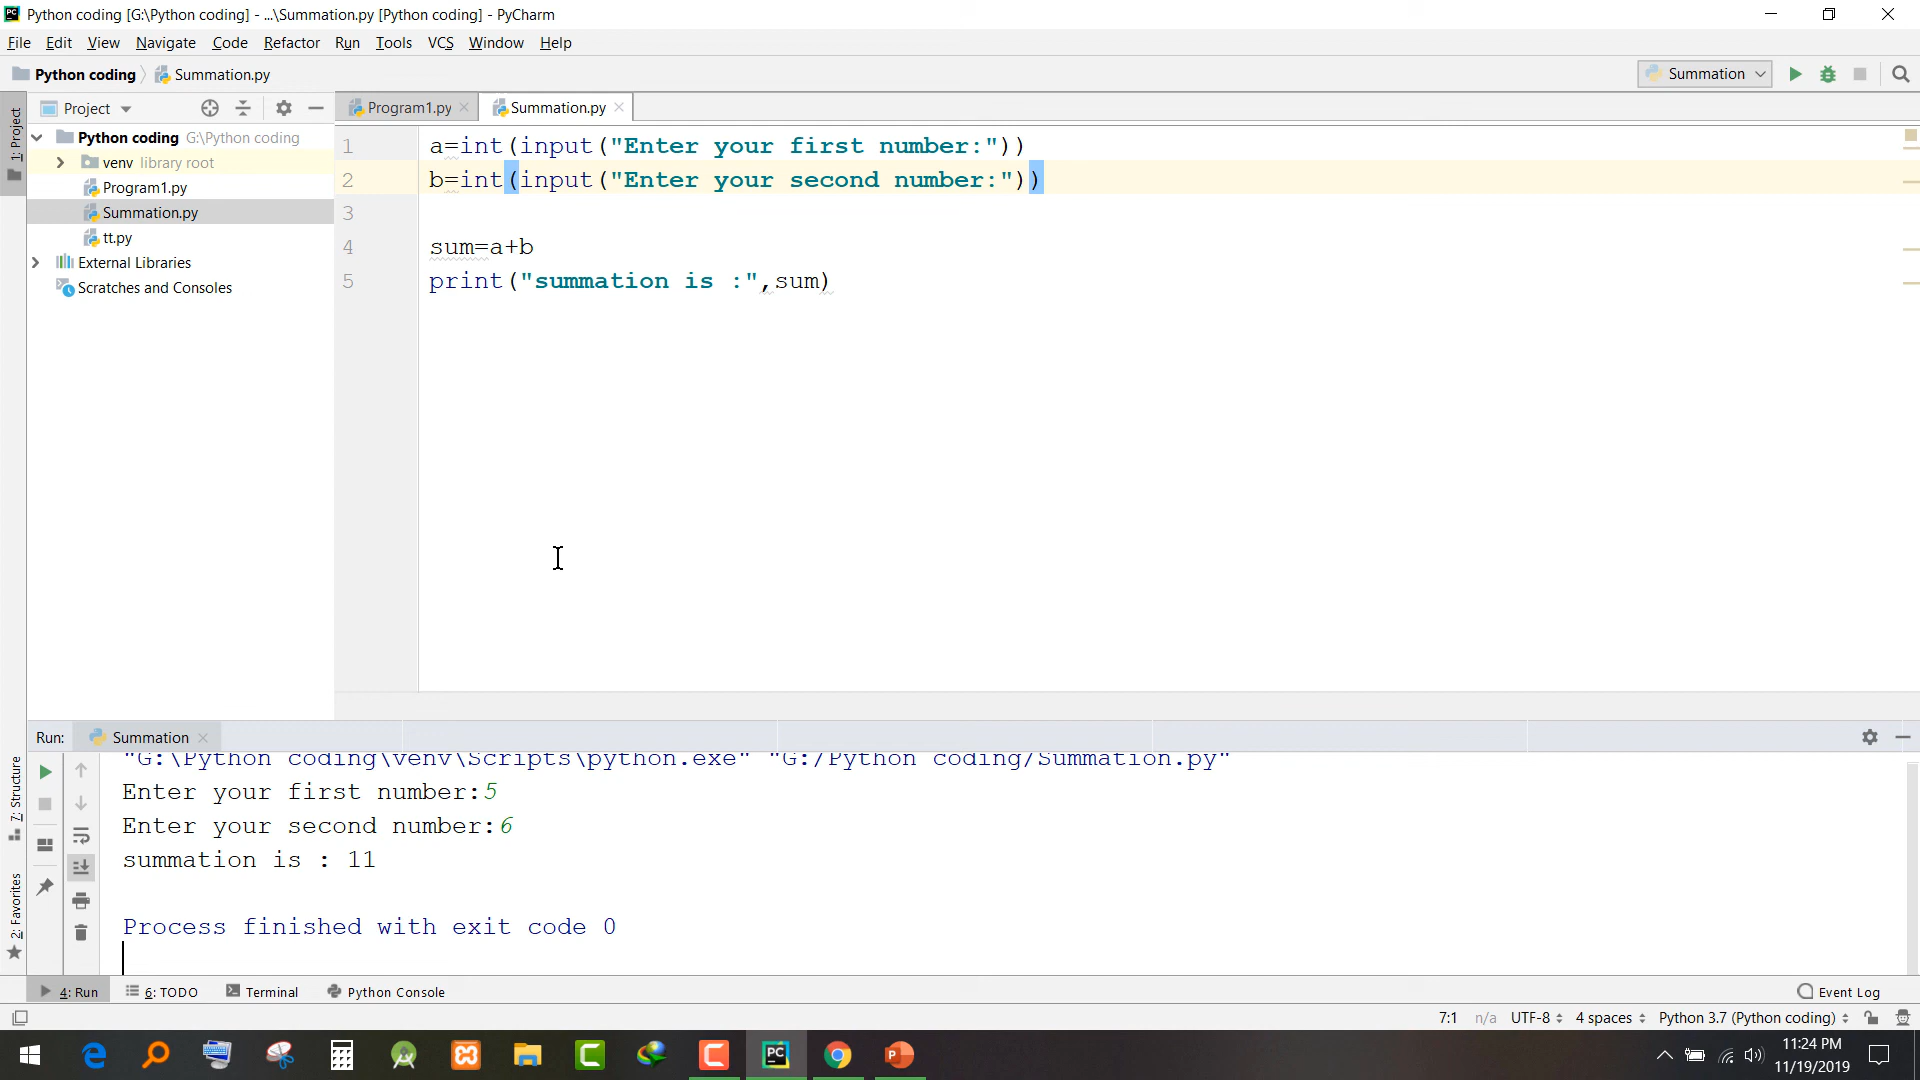 Python coding [G:\Python coding] - ...\Summation.py [Python coding] - PyCharm
File Edit View Navigate Code Refactor Run Tools VCS Window Help
Python coding Summation.py
Summation
1: Project
Project
Program1.py
Summation.py
Python coding G:\Python coding
venv library root
Program1.py
Summation.py
tt.py
External Libraries
Scratches and Consoles
1 a=int(input("Enter your first number:"))
2 b=int(input("Enter your second number:"))
3
4 sum=a+b
5 print("summation is :",sum)
Run: Summation
"G:\Python coding\venv\Scripts\python.exe" "G:/Python coding/Summation.py"
Enter your first number:5
Enter your second number:6
summation is : 11
Process finished with exit code 0
7: Structure
2: Favorites
4: Run 6: TODO Terminal Python Console Event Log
7:1 n/a UTF-8 4 spaces Python 3.7 (Python coding)
11:24 PM
11/19/2019